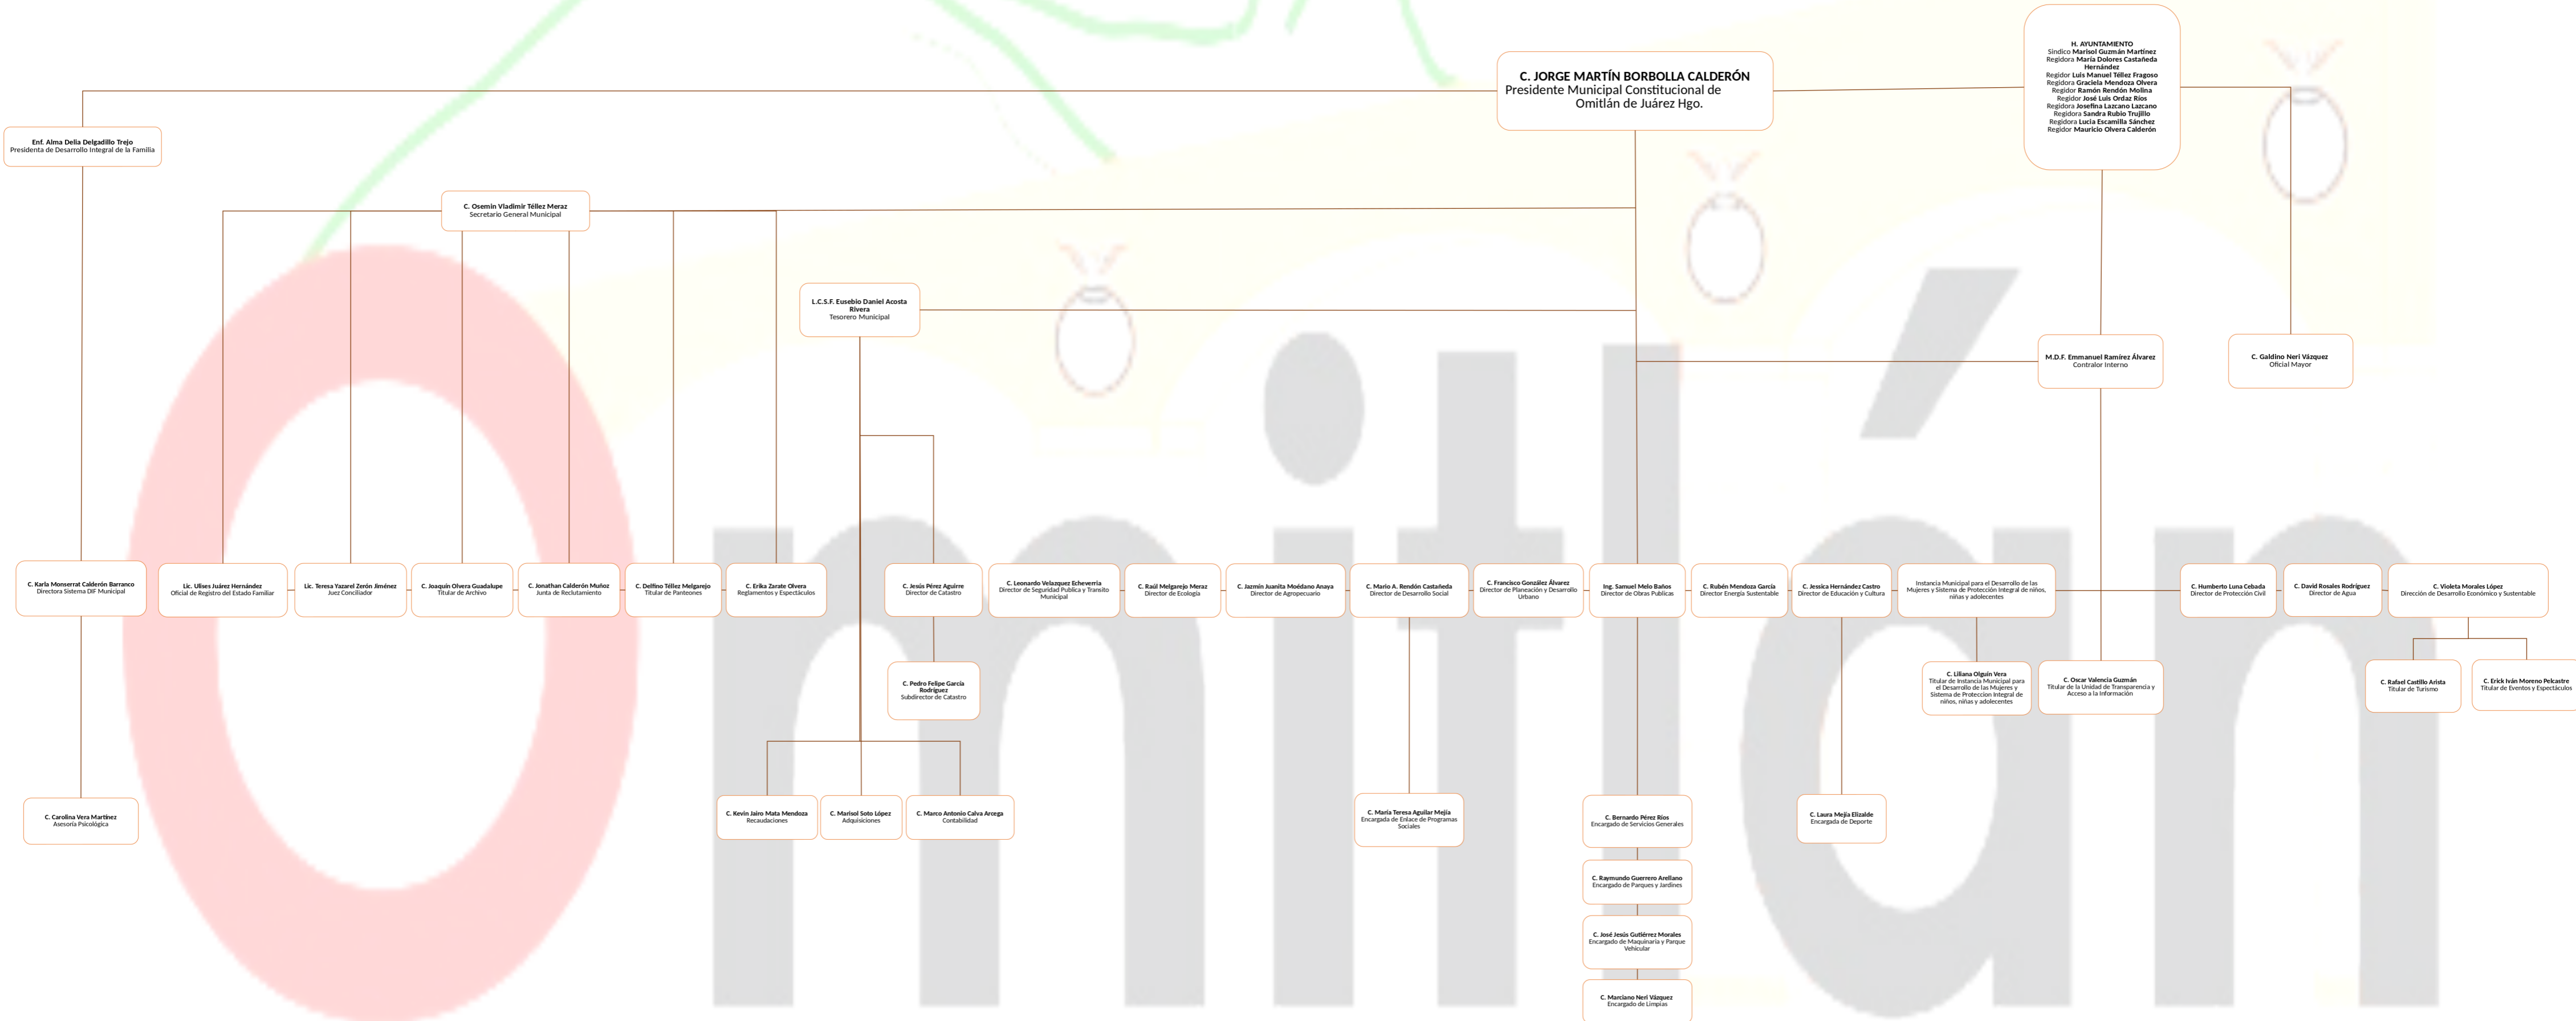 C. JORGE MARTÍN BORBOLLA CALDERÓN
Presidente Municipal Constitucional de
Omitlán de Juárez Hgo.
H. AYUNTAMIENTO
Sindico Marisol Guzmán Martínez
Regidora María Dolores Castañeda
Hernández
Regidor Luis Manuel Téllez Fragoso
Regidora Graciela Mendoza Olvera
Regidor Ramón Rendón Molina
Regidor José Luis Ordaz Ríos
Regidora Josefina Lazcano Lazcano
Regidora Sandra Rubio Trujillo
Regidora Lucia Escamilla Sánchez
Regidor Mauricio Olvera Calderón
Enf. Alma Delia Delgadillo Trejo
Presidenta de Desarrollo Integral de la Familia
C. Osemin Vladimir Téllez Meraz
Secretario General Municipal
L.C.S.F. Eusebio Daniel Acosta
Rivera
Tesorero Municipal
M.D.F. Emmanuel Ramírez Álvarez
Contralor Interno
C. Galdino Neri Vázquez
Oficial Mayor
C. Karla Monserrat Calderón Barranco
Directora Sistema DIF Municipal
Lic. Ulises Juárez Hernández
Oficial de Registro del Estado Familiar
Lic. Teresa Yazarel Zerón Jiménez
Juez Conciliador
C. Joaquín Olvera Guadalupe
Titular de Archivo
C. Jonathan Calderón Muñoz
Junta de Reclutamiento
C. Delfino Téllez Melgarejo
Titular de Panteones
C. Erika Zarate Olvera
Reglamentos y Espectáculos
C. Jesús Pérez Aguirre
Director de Catastro
C. Leonardo Velazquez Echeverria
Director de Seguridad Publica y Transito
Municipal
C. Raúl Melgarejo Meraz
Director de Ecología
C. Jazmín Juanita Moédano Anaya
Director de Agropecuario
C. Mario A. Rendón Castañeda
Director de Desarrollo Social
C. Francisco González Álvarez
Director de Planeación y Desarrollo
Urbano
Ing. Samuel Melo Baños
Director de Obras Publicas
C. Rubén Mendoza García
Director Energía Sustentable
C. Jessica Hernández Castro
Director de Educación y Cultura
Instancia Municipal para el Desarrollo de las
Mujeres y Sistema de Protección Integral de niños,
niñas y adolecentes
C. Humberto Luna Cebada
Director de Protección Civil
C. David Rosales Rodríguez
Director de Agua
C. Violeta Morales López
Dirección de Desarrollo Económico y Sustentable
C. Pedro Felipe García
Rodríguez
Subdirector de Catastro
C. Liliana Olguín Vera
Titular de Instancia Municipal para
el Desarrollo de las Mujeres y
Sistema de Proteccion Integral de
niños, niñas y adolecentes
C. Oscar Valencia Guzmán
Titular de la Unidad de Transparencia y
Acceso a la Información
C. Rafael Castillo Arista
Titular de Turismo
C. Erick Iván Moreno Pelcastre
Titular de Eventos y Espectáculos
C. Carolina Vera Martínez
Asesoría Psicológica
C. Kevin Jairo Mata Mendoza
Recaudaciones
C. Marisol Soto López
Adquisiciones
C. Marco Antonio Calva Arcega
Contabilidad
C. María Teresa Aguilar Mejía
Encargada de Enlace de Programas
Sociales
C. Bernardo Pérez Ríos
Encargado de Servicios Generales
C. Laura Mejía Elizalde
Encargada de Deporte
C. Raymundo Guerrero Arellano
Encargado de Parques y Jardines
C. José Jesús Gutiérrez Morales
Encargado de Maquinaria y Parque
Vehicular
C. Marciano Neri Vázquez
Encargado de Limpias
Omitlán